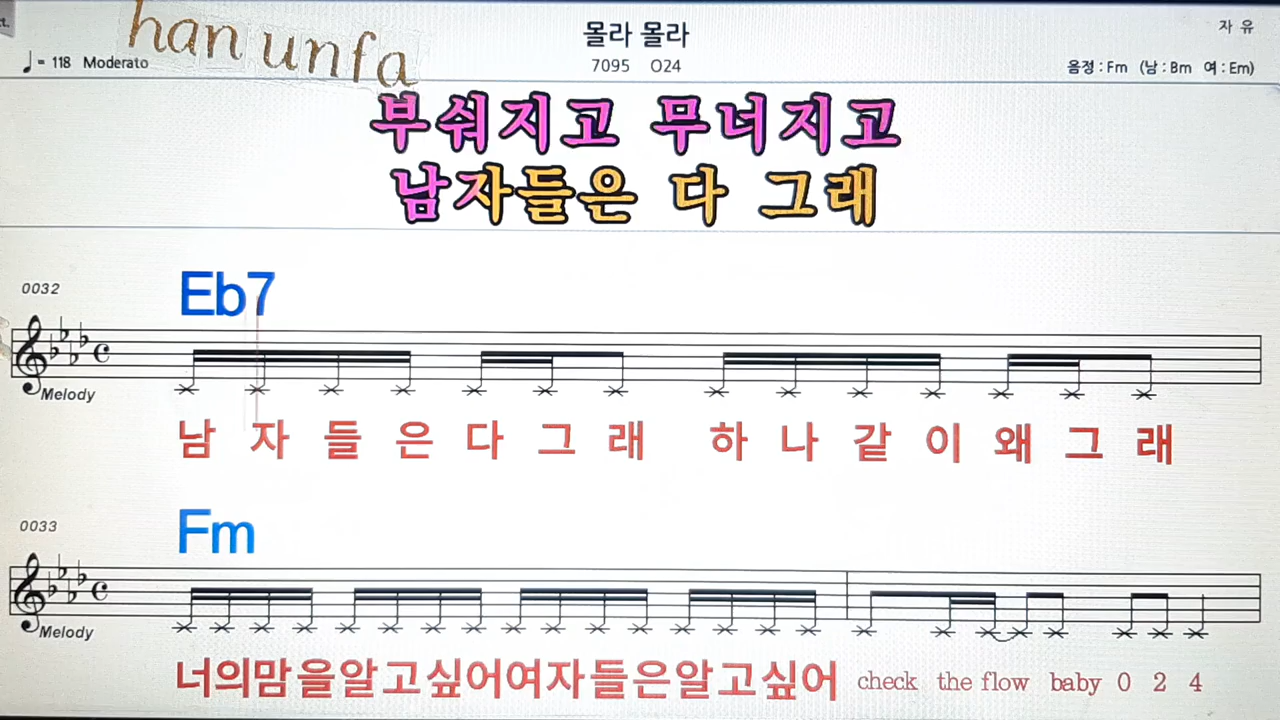 han unfa
몰라 몰라
자 유
♩= 118 Moderato
7095 O24
음정 : Fm (남 : Bm 여 : Em)
부숴지고 무너지고
남자들은 다 그래
0032
Eb7
Melody
남 자 들 은 다 그 래 하 나 같 이 왜 그 래
0033
Fm
Melody
너의맘을알고싶어여자들은알고싶어 check the flow baby 0 2 4